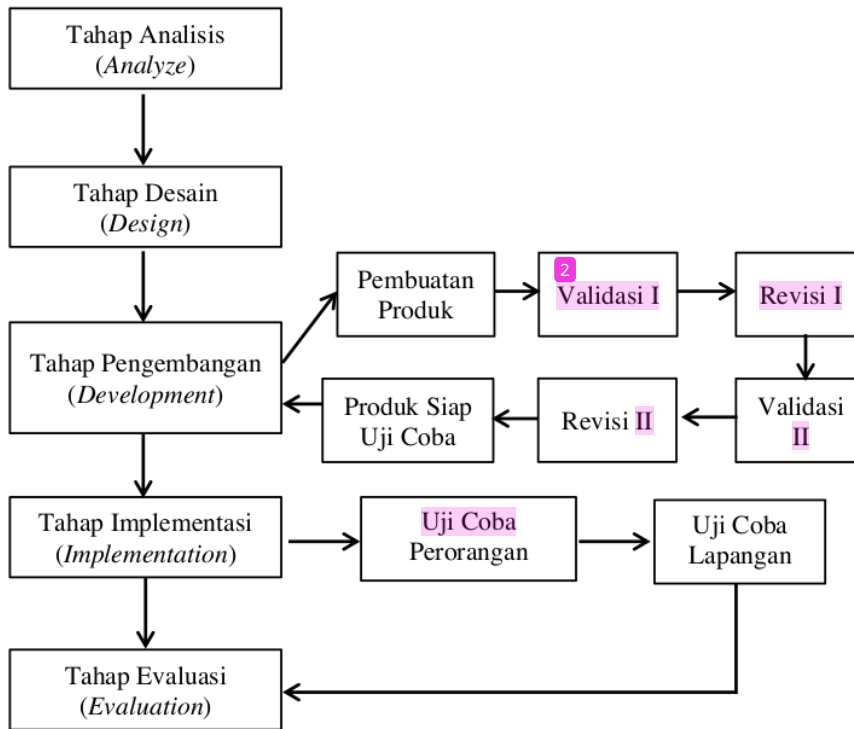 Tahap Analisis
(Analyze)
Tahap Desain
(Design)
Tahap Pengembangan
(Development)
Pembuatan
Produk
2
Validasi I
Revisi I
Validasi
II
Revisi II
Produk Siap
Uji Coba
Tahap Implementasi
(Implementation)
Uji Coba
Perorangan
Uji Coba
Lapangan
Tahap Evaluasi
(Evaluation)